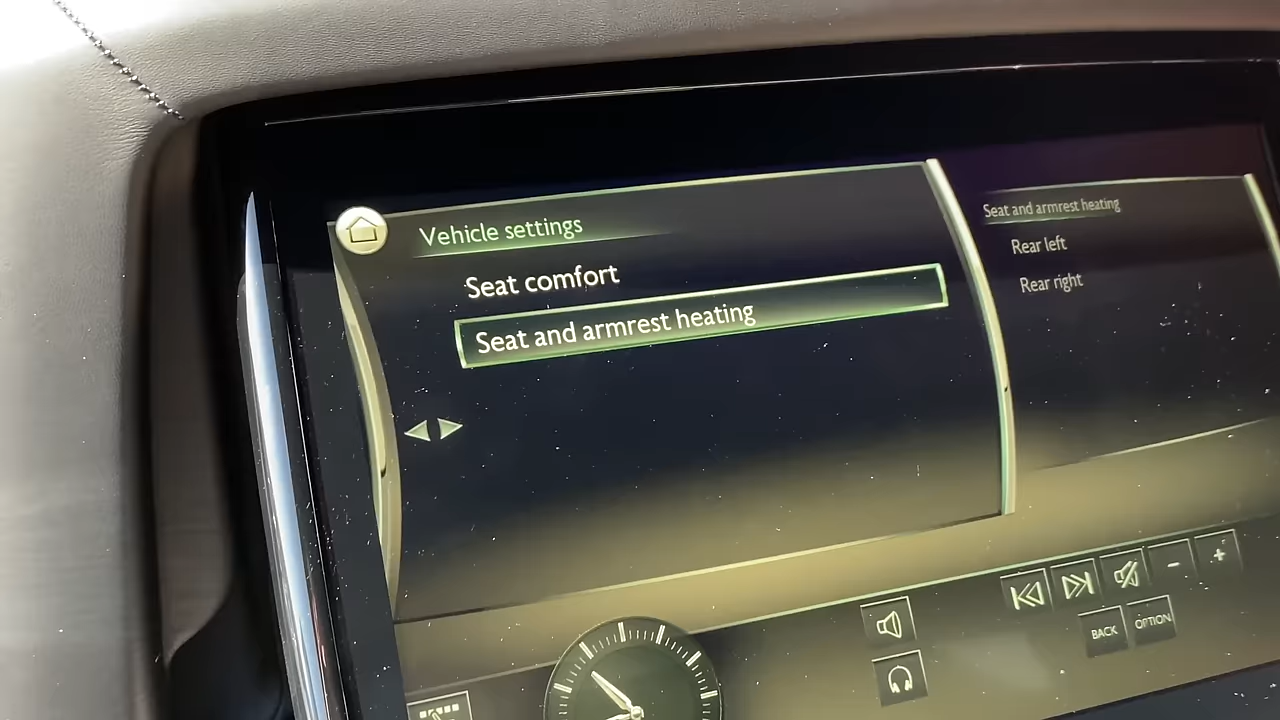 Vehicle settings
Seat comfort
Seat and armrest heating
Seat and armrest heating
Rear left
Rear right
BACK
OPTION